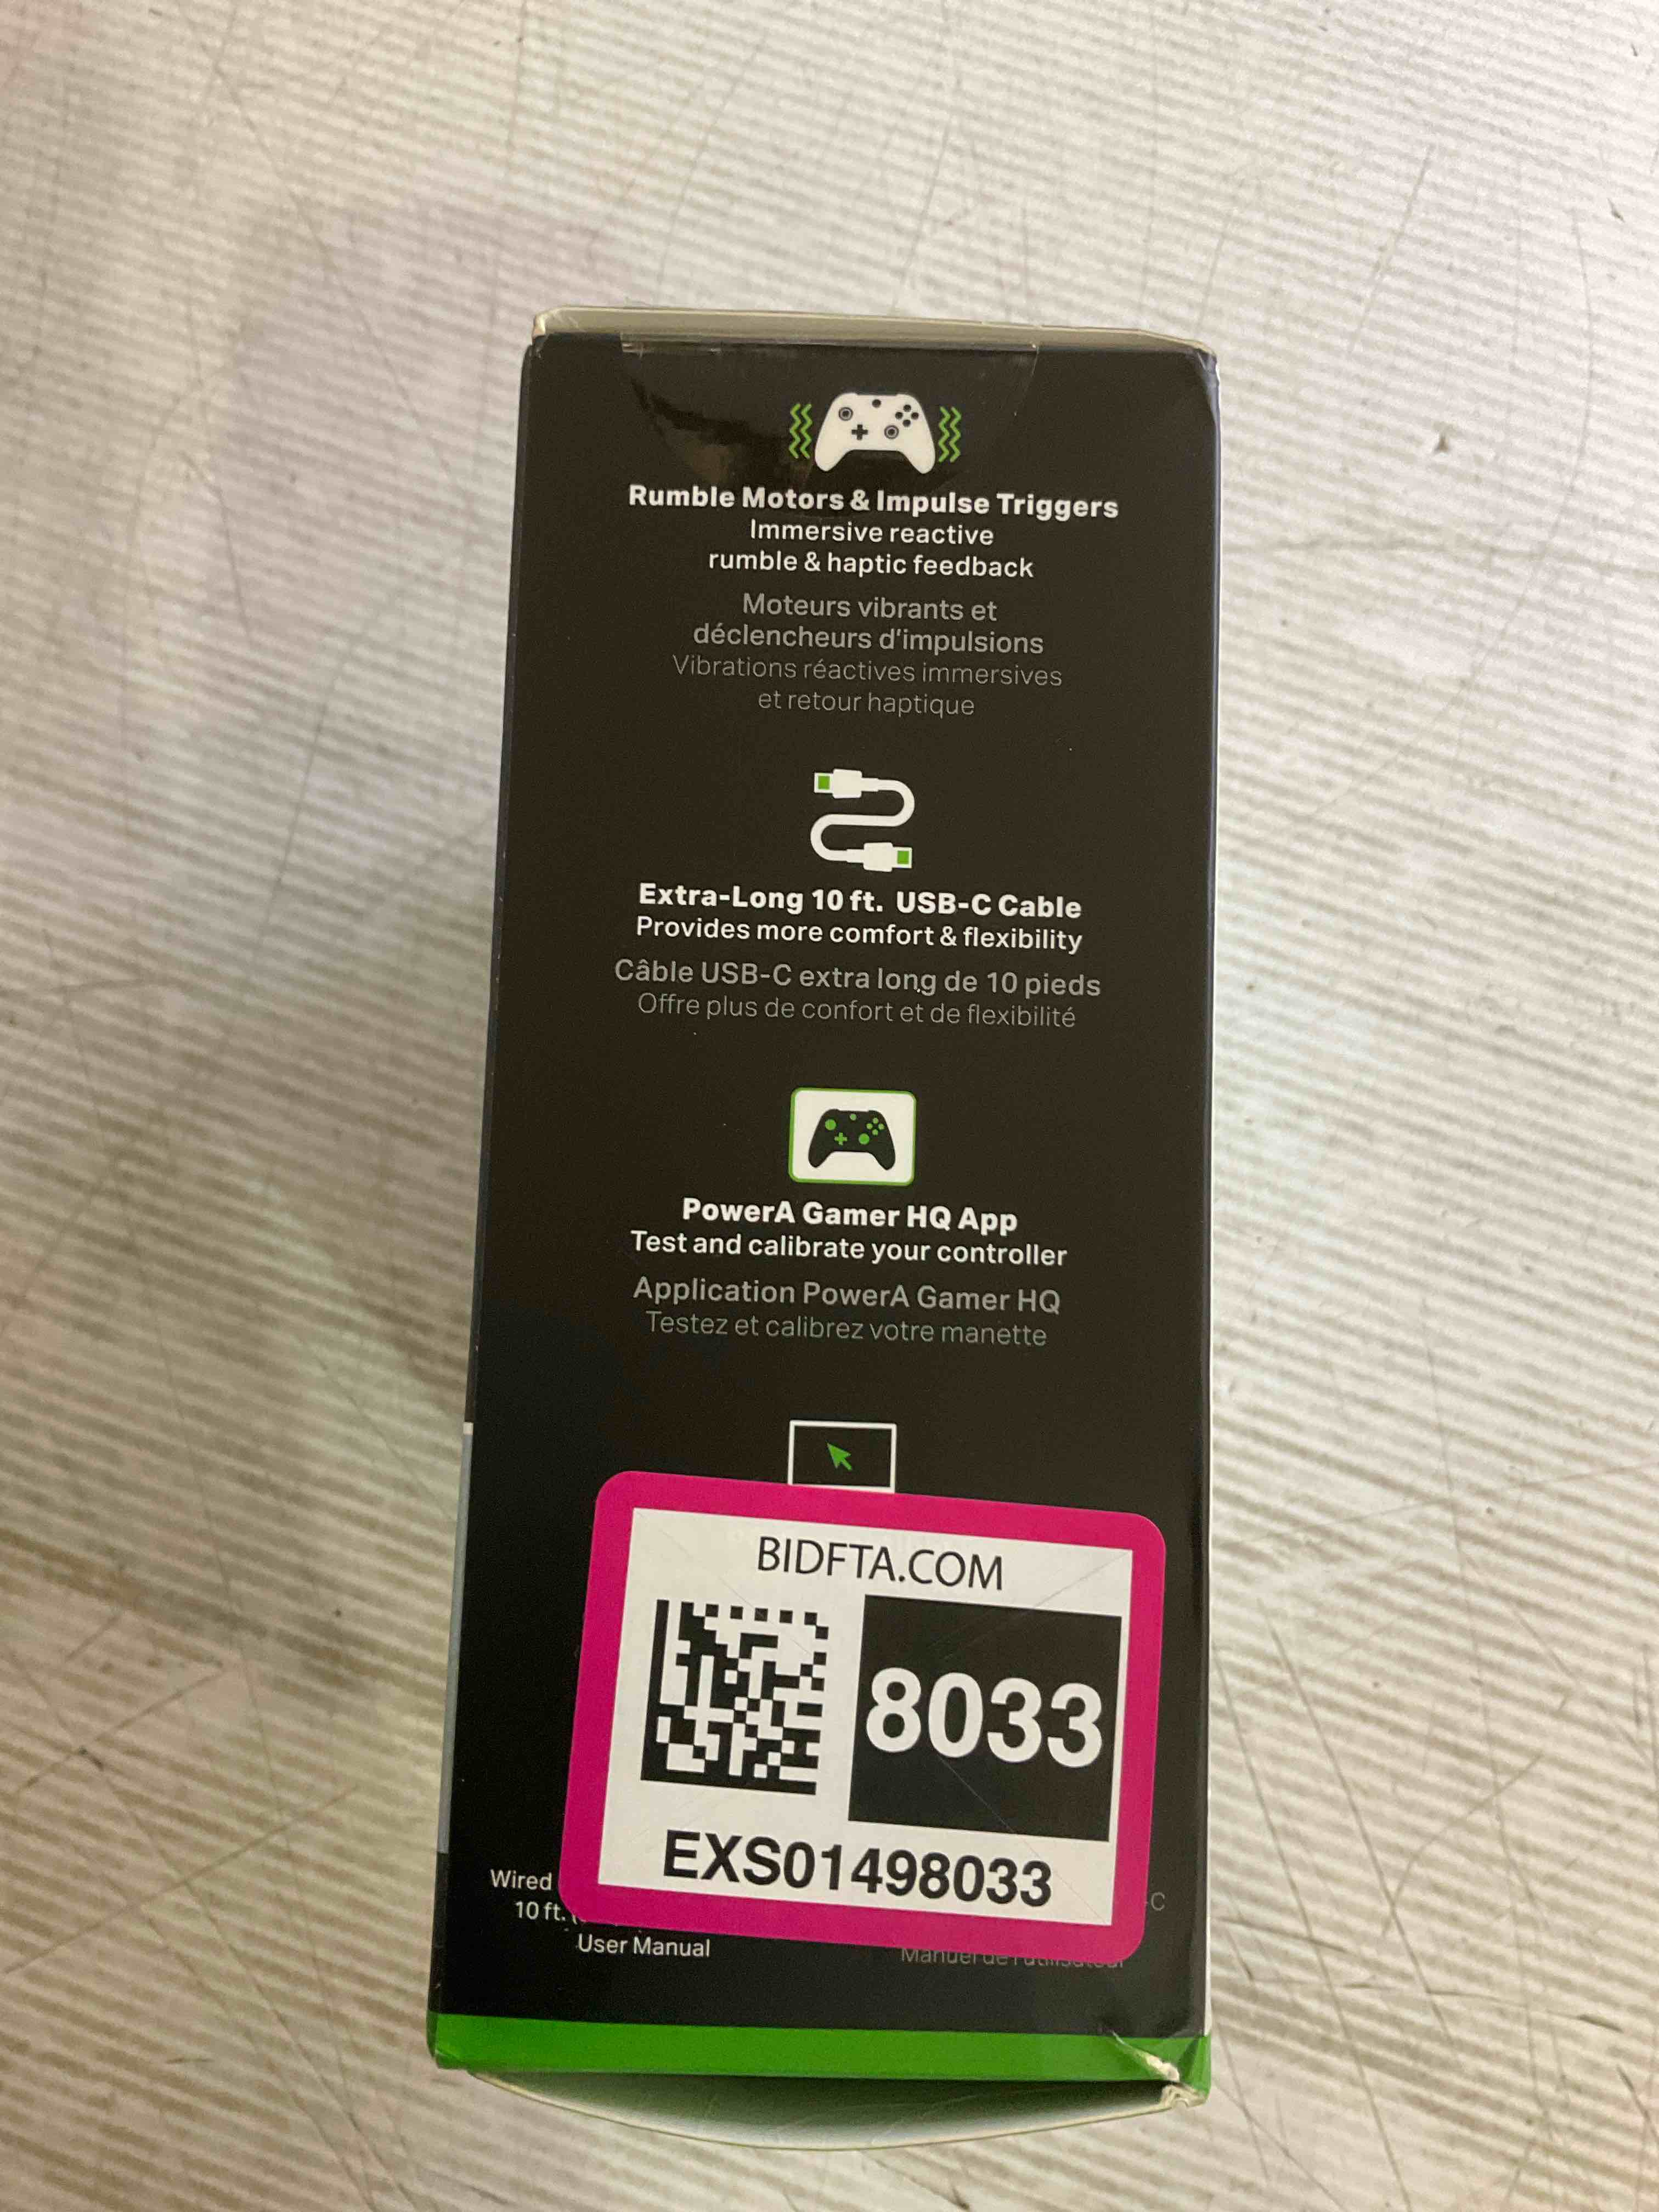 Rumble Motors & Impulse Triggers
Immersive reactive
rumble & haptic feedback
Moteurs vibrants et
déclencheurs d'impulsions
Vibrations réactives immersives
et retour haptique
Extra-Long 10 ft. USB-C Cable
Provides more comfort & flexibility
Câble USB-C extra long de 10 pieds
Offre plus de confort et de flexibilité
PowerA Gamer HQ App
Test and calibrate your controller
Application PowerA Gamer HQ
Testez et calibrez votre manette
BIDFTA.COM
8033
EXS01498033
Wired
10 ft.
-C
User Manual
Manuel de l'utilisateur